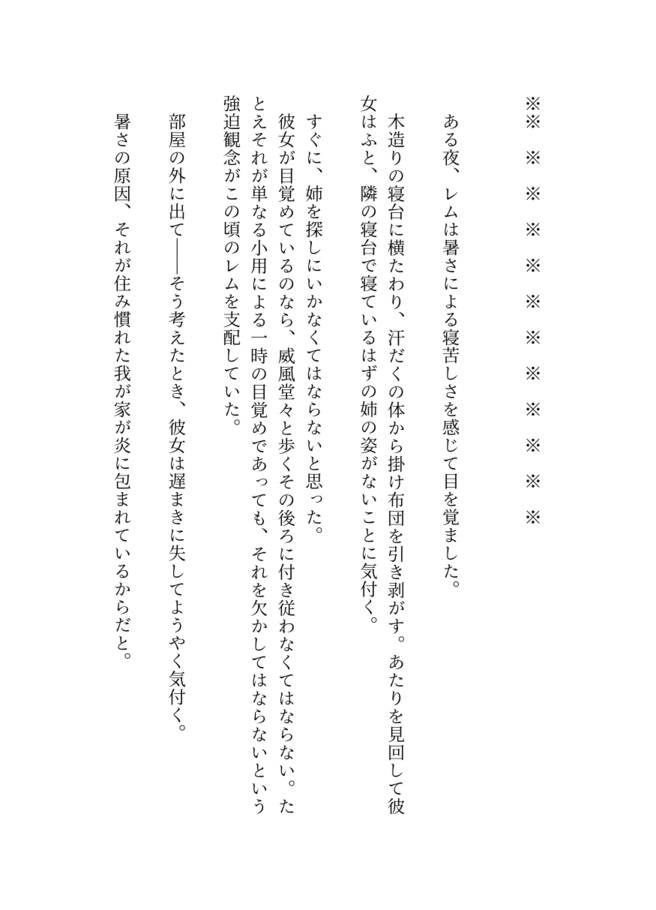 ※※　※　※　※　※　※　※　※　※　※　※　※
ある夜、レムは暑さによる寝苦しさを感じて目を覚ました。
木造りの寝台に横たわり、汗だくの体から掛け布団を引き剥がす。あたりを見回して彼
女はふと、隣の寝台で寝ているはずの姉の姿がないことに気付く。
すぐに、姉を探しにいかなくてはならないと思った。
彼女が目覚めているのなら、威風堂々と歩くその後ろに付き従わなくてはならない。た
とえそれが単なる小用による一時の目覚めであっても、それを欠かしてはならないという
強迫観念がこの頃のレムを支配していた。
部屋の外に出て――そう考えたとき、彼女は遅まきに失してようやく気付く。
暑さの原因、それが住み慣れた我が家が炎に包まれているからだと。